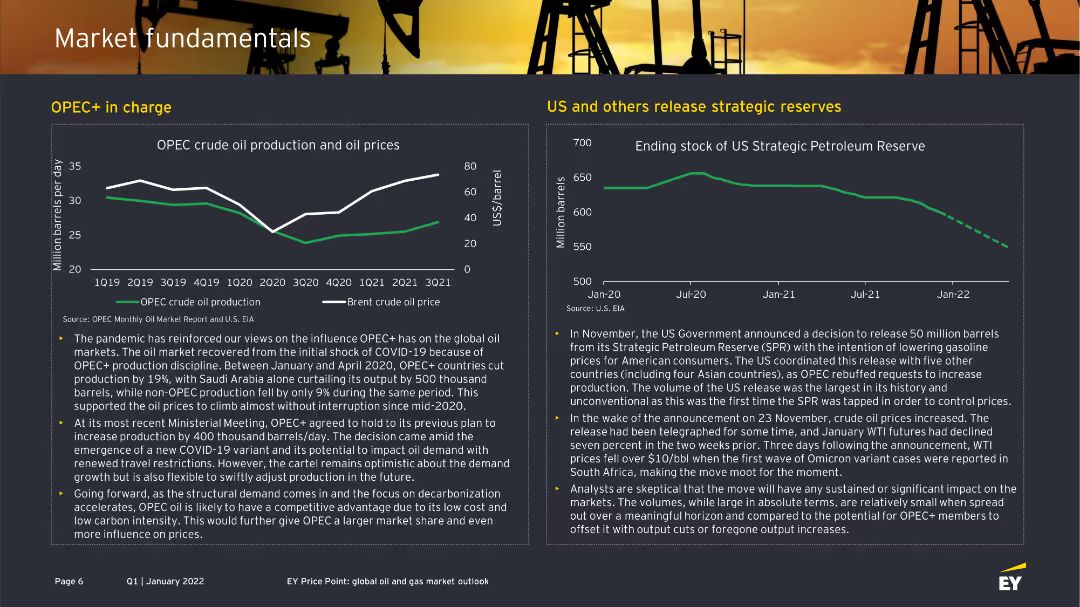 Market fundamentals
OPEC+ in charge
OPEC crude oil production and oil prices
Million barrels per day
35
30
25
20
80
60
40
20
0
US$/barrel
1Q19 2Q19 3Q19 4Q19 1Q20 2Q20 3Q20 4Q20 1Q21 2Q21 3Q21
OPEC crude oil production
Brent crude oil price
Source: OPEC Monthly Oil Market Report and U.S. EIA
The pandemic has reinforced our views on the influence OPEC+ has on the global oil
markets. The oil market recovered from the initial shock of COVID-19 because of
OPEC+ production discipline. Between January and April 2020, OPEC+ countries cut
production by 19%, with Saudi Arabia alone curtailing its output by 500 thousand
barrels, while non-OPEC production fell by only 9% during the same period. This
supported the oil prices to climb almost without interruption since mid-2020.
At its most recent Ministerial Meeting, OPEC+ agreed to hold to its previous plan to
increase production by 400 thousand barrels/day. The decision came amid the
emergence of a new COVID-19 variant and its potential to impact oil demand with
renewed travel restrictions. However, the cartel remains optimistic about the demand
growth but is also flexible to swiftly adjust production in the future.
Going forward, as the structural demand comes in and the focus on decarbonization
accelerates, OPEC oil is likely to have a competitive advantage due to its low cost and
low carbon intensity. This would further give OPEC a larger market share and even
more influence on prices.
US and others release strategic reserves
Ending stock of US Strategic Petroleum Reserve
Million barrels
700
650
600
550
500
Jan-20 Jul-20 Jan-21 Jul-21 Jan-22
Source: U.S. EIA
In November, the US Government announced a decision to release 50 million barrels
from its Strategic Petroleum Reserve (SPR) with the intention of lowering gasoline
prices for American consumers. The US coordinated this release with five other
countries (including four Asian countries), as OPEC rebuffed requests to increase
production. The volume of the US release was the largest in its history and
unconventional as this was the first time the SPR was tapped in order to control prices.
In the wake of the announcement on 23 November, crude oil prices increased. The
release had been telegraphed for some time, and January WTI futures had declined
seven percent in the two weeks prior. Three days following the announcement, WTI
prices fell over $10/bbl when the first wave of Omicron variant cases were reported in
South Africa, making the move moot for the moment.
Analysts are skeptical that the move will have any sustained or significant impact on the
markets. The volumes, while large in absolute terms, are relatively small when spread
out over a meaningful horizon and compared to the potential for OPEC+ members to
offset it with output cuts or foregone output increases.
Page 6
Q1 | January 2022
EY Price Point: global oil and gas market outlook
EY